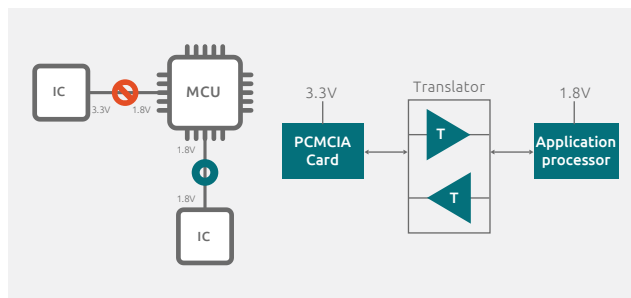 IC
3.3V
1.8V
MCU
1.8V
1.8V
IC
3.3V
Translator
1.8V
PCMCIA
Card
T
T
Application
processor